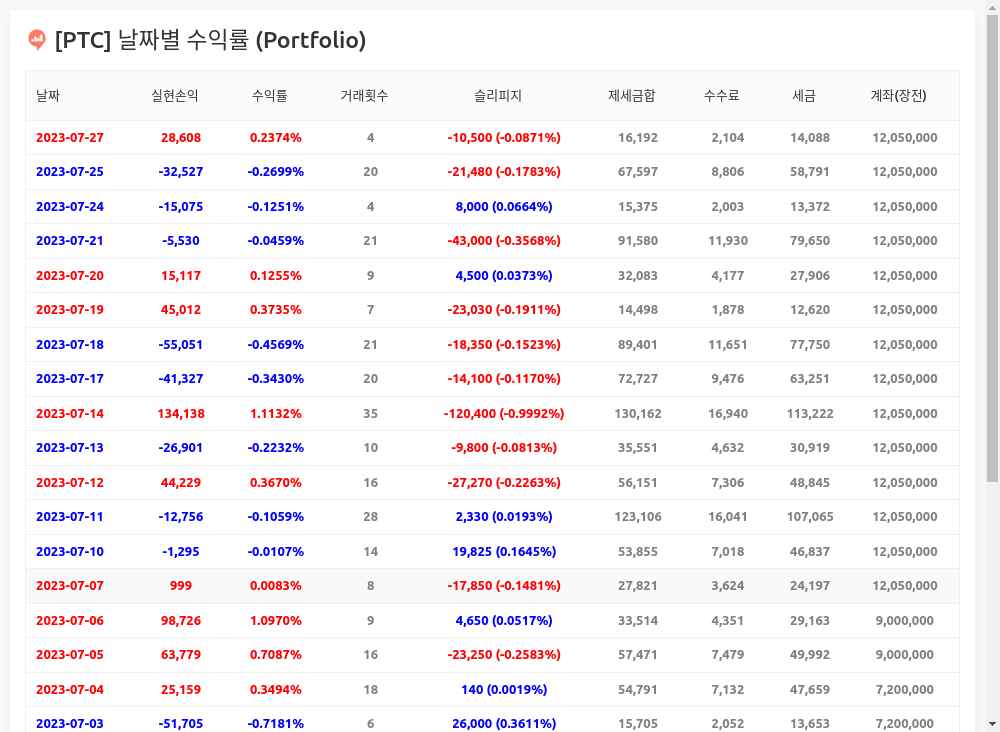 [PTC] 날짜별 수익률 (Portfolio)
날짜 실현손익 수익률 거래횟수 슬리피지 제세금합 수수료 세금 계좌(장전)
2023-07-27 28,608 0.2374% 4 -10,500 (-0.0871%) 16,192 2,104 14,088 12,050,000
2023-07-25 -32,527 -0.2699% 20 -21,480 (-0.1783%) 67,597 8,806 58,791 12,050,000
2023-07-24 -15,075 -0.1251% 4 8,000 (0.0664%) 15,375 2,003 13,372 12,050,000
2023-07-21 -5,530 -0.0459% 21 -43,000 (-0.3568%) 91,580 11,930 79,650 12,050,000
2023-07-20 15,117 0.1255% 9 4,500 (0.0373%) 32,083 4,177 27,906 12,050,000
2023-07-19 45,012 0.3735% 7 -23,030 (-0.1911%) 14,498 1,878 12,620 12,050,000
2023-07-18 -55,051 -0.4569% 21 -18,350 (-0.1523%) 89,401 11,651 77,750 12,050,000
2023-07-17 -41,327 -0.3430% 20 -14,100 (-0.1170%) 72,727 9,476 63,251 12,050,000
2023-07-14 134,138 1.1132% 35 -120,400 (-0.9992%) 130,162 16,940 113,222 12,050,000
2023-07-13 -26,901 -0.2232% 10 -9,800 (-0.0813%) 35,551 4,632 30,919 12,050,000
2023-07-12 44,229 0.3670% 16 -27,270 (-0.2263%) 56,151 7,306 48,845 12,050,000
2023-07-11 -12,756 -0.1059% 28 2,330 (0.0193%) 123,106 16,041 107,065 12,050,000
2023-07-10 -1,295 -0.0107% 14 19,825 (0.1645%) 53,855 7,018 46,837 12,050,000
2023-07-07 999 0.0083% 8 -17,850 (-0.1481%) 27,821 3,624 24,197 12,050,000
2023-07-06 98,726 1.0970% 9 4,650 (0.0517%) 33,514 4,351 29,163 9,000,000
2023-07-05 63,779 0.7087% 16 -23,250 (-0.2583%) 57,471 7,479 49,992 9,000,000
2023-07-04 25,159 0.3494% 18 140 (0.0019%) 54,791 7,132 47,659 7,200,000
2023-07-03 -51,705 -0.7181% 6 26,000 (0.3611%) 15,705 2,052 13,653 7,200,000